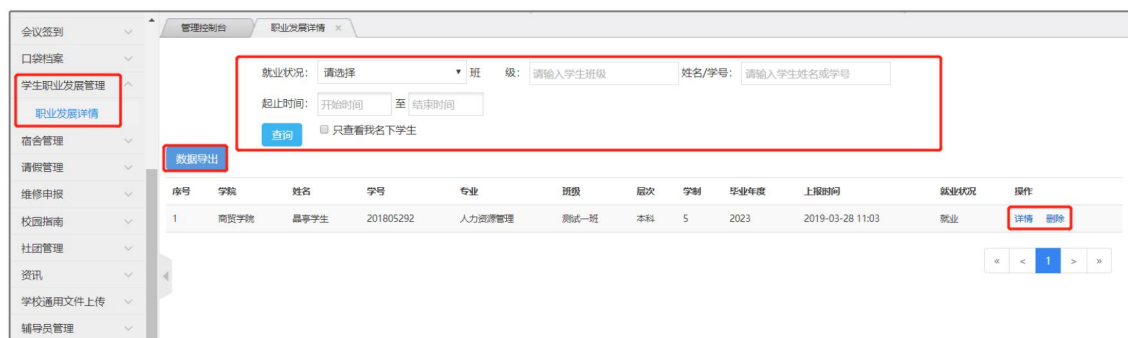 会议签到
口袋档案
学生职业发展管理
职业发展详情
宿舍管理
请假管理
维修申报
校园指南
社团管理
资讯
学校通用文件上传
辅导员管理
管理控制台 职业发展详情 ×
就业状况: 请选择 班 级: 请输入学生班级 姓名/学号: 请输入学生姓名或学号
起止时间: 开始时间 至 结束时间
查询 只查看我名下学生
数据导出
序号 学院 姓名 学号 专业 班级 层次 学制 毕业年度 上报时间 就业状况 操作
1 商贸学院 晶亭学生 201805292 人力资源管理 测试一班 本科 5 2023 2019-03-28 11:03 就业 详情 删除
« < 1 > »